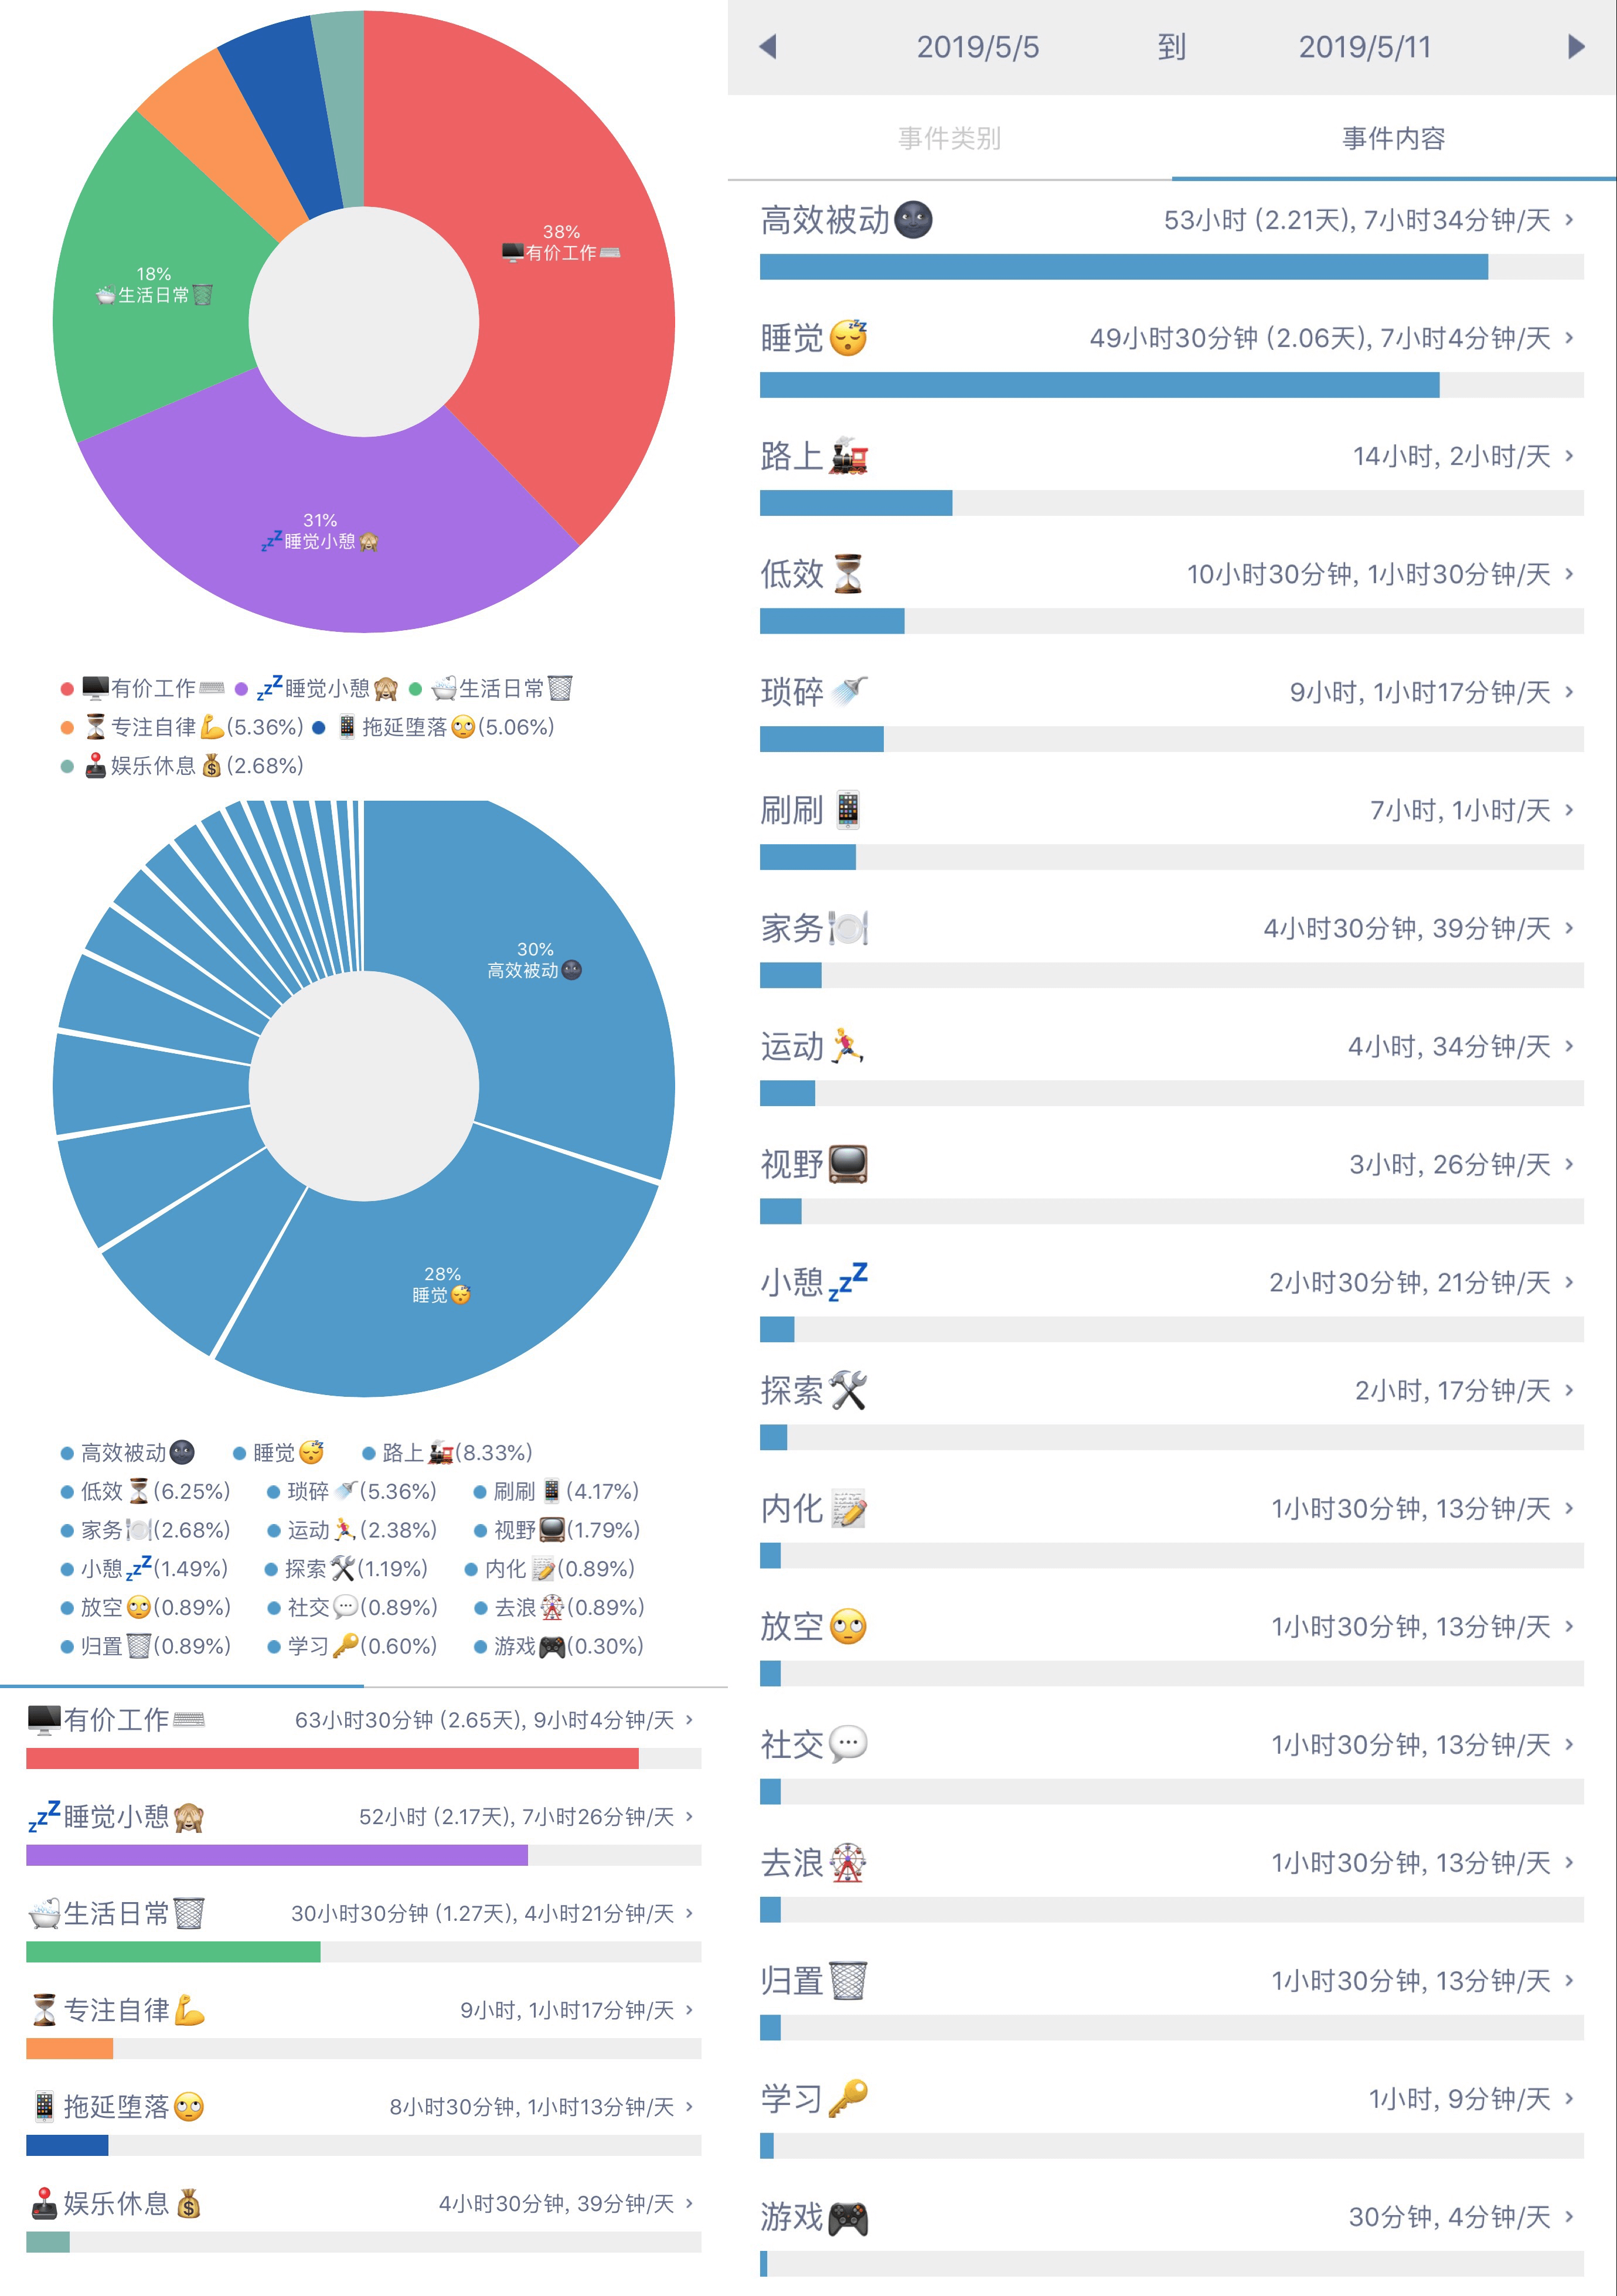 38%
🖥️有价工作⌨️
18%
🛁生活日常🗑️
31%
💤睡觉小憩🙈
🖥️有价工作⌨️ 💤睡觉小憩🙈 🛁生活日常🗑️
⏳专注自律💪(5.36%) 📱拖延堕落🙄(5.06%)
🕹️娱乐休息💰(2.68%)
30%
高效被动🌚
28%
睡觉😴
高效被动🌚 睡觉😴 路上🚂(8.33%)
低效⏳(6.25%) 琐碎🚿(5.36%) 刷刷📱(4.17%)
家务🍽️(2.68%) 运动🏃(2.38%) 视野📺(1.79%)
小憩💤(1.49%) 探索🛠️(1.19%) 内化📝(0.89%)
放空🙄(0.89%) 社交💬(0.89%) 去浪🎡(0.89%)
归置🗑️(0.89%) 学习🔑(0.60%) 游戏🎮(0.30%)
🖥️有价工作⌨️ 63小时30分钟 (2.65天), 9小时4分钟/天 ›
💤睡觉小憩🙈 52小时 (2.17天), 7小时26分钟/天 ›
🛁生活日常🗑️ 30小时30分钟 (1.27天), 4小时21分钟/天 ›
⏳专注自律💪 9小时, 1小时17分钟/天 ›
📱拖延堕落🙄 8小时30分钟, 1小时13分钟/天 ›
🕹️娱乐休息💰 4小时30分钟, 39分钟/天 ›
2019/5/5 到 2019/5/11
事件类别 事件内容
高效被动🌚 53小时 (2.21天), 7小时34分钟/天 ›
睡觉😴 49小时30分钟 (2.06天), 7小时4分钟/天 ›
路上🚂 14小时, 2小时/天 ›
低效⏳ 10小时30分钟, 1小时30分钟/天 ›
琐碎🚿 9小时, 1小时17分钟/天 ›
刷刷📱 7小时, 1小时/天 ›
家务🍽️ 4小时30分钟, 39分钟/天 ›
运动🏃 4小时, 34分钟/天 ›
视野📺 3小时, 26分钟/天 ›
小憩💤 2小时30分钟, 21分钟/天 ›
探索🛠️ 2小时, 17分钟/天 ›
内化📝 1小时30分钟, 13分钟/天 ›
放空🙄 1小时30分钟, 13分钟/天 ›
社交💬 1小时30分钟, 13分钟/天 ›
去浪🎡 1小时30分钟, 13分钟/天 ›
归置🗑️ 1小时30分钟, 13分钟/天 ›
学习🔑 1小时, 9分钟/天 ›
游戏🎮 30分钟, 4分钟/天 ›